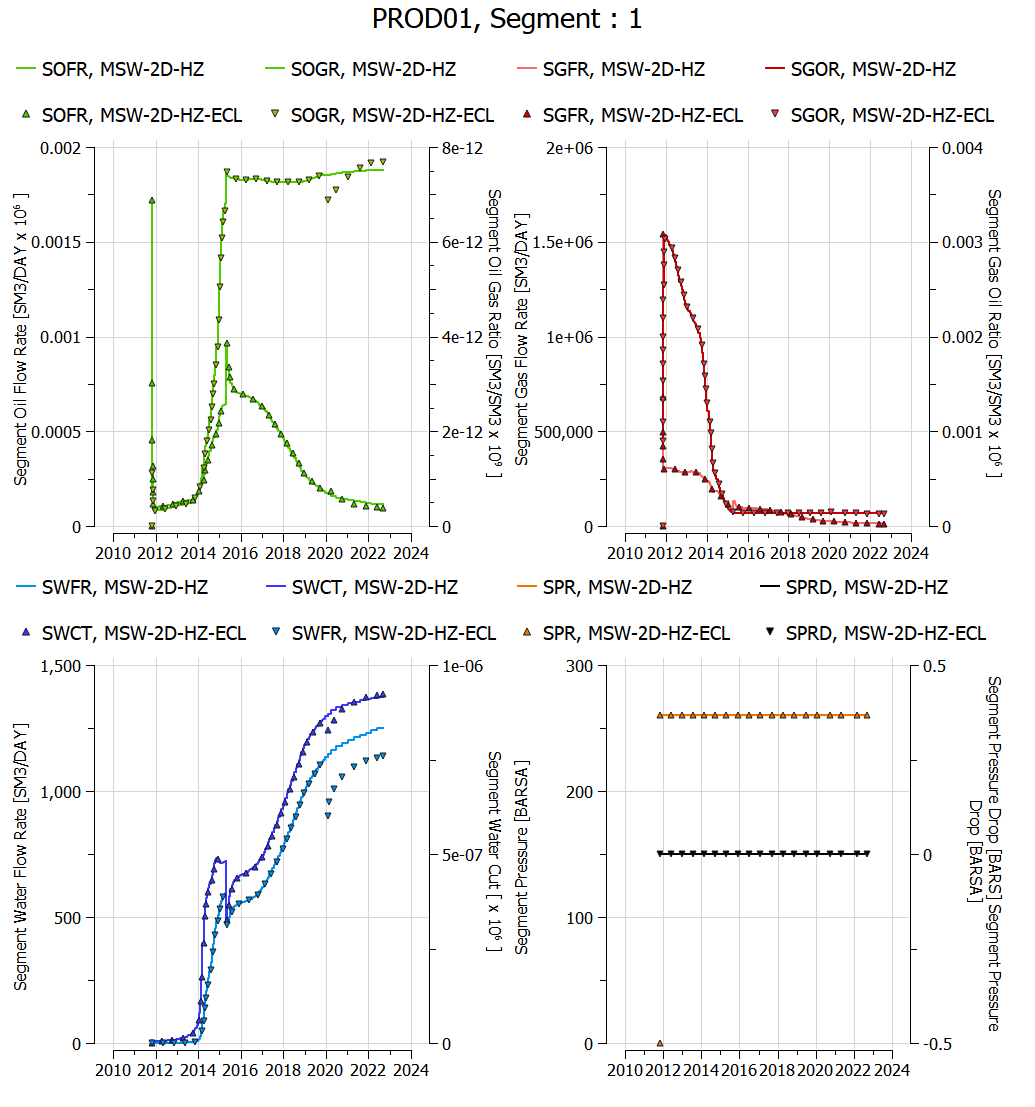 PROD01, Segment : 1
SOFR, MSW-2D-HZ SOGR, MSW-2D-HZ SGFR, MSW-2D-HZ SGOR, MSW-2D-HZ
SOFR, MSW-2D-HZ-ECL SOGR, MSW-2D-HZ-ECL SGFR, MSW-2D-HZ-ECL SGOR, MSW-2D-HZ-ECL
Segment Oil Flow Rate [SM3/DAY x 10⁶ ]
0.002
0.0015
0.001
0.0005
0
8e-12
6e-12
4e-12
2e-12
0
Segment Oil Gas Ratio [SM3/SM3 x 10⁹ ]
2010 2012 2014 2016 2018 2020 2022 2024
Segment Gas Flow Rate [SM3/DAY]
2e+06
1.5e+06
1e+06
500,000
0
0.004
0.003
0.002
0.001
0
Segment Gas Oil Ratio [SM3/SM3 x 10⁶ ]
2010 2012 2014 2016 2018 2020 2022 2024
SWFR, MSW-2D-HZ SWCT, MSW-2D-HZ SPR, MSW-2D-HZ SPRD, MSW-2D-HZ
SWCT, MSW-2D-HZ-ECL SWFR, MSW-2D-HZ-ECL SPR, MSW-2D-HZ-ECL SPRD, MSW-2D-HZ-ECL
Segment Water Flow Rate [SM3/DAY]
1,500
1,000
500
0
1e-06
5e-07
0
Segment Water Cut [ x 10⁶ ]
2010 2012 2014 2016 2018 2020 2022 2024
Segment Pressure [BARSA]
300
200
100
0
0.5
0
-0.5
Segment Pressure Drop [BARS] Segment Pressure
Drop [BARSA]
2010 2012 2014 2016 2018 2020 2022 2024